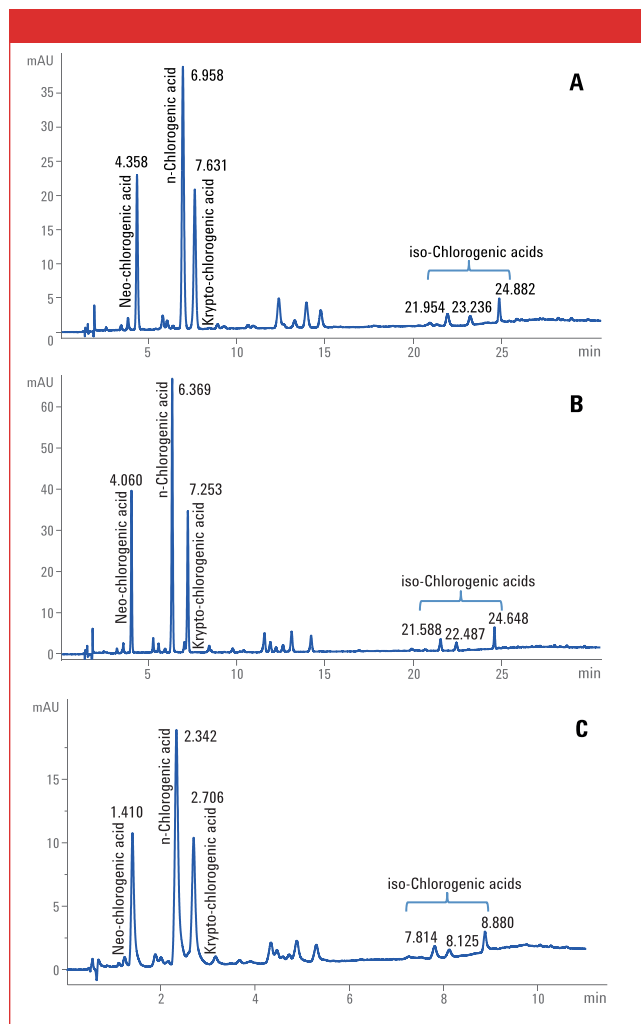 mAU
A
35
30
25
20
15
10
5
0
Neo-chlorogenic acid
4.358
n-Chlorogenic acid
6.958
7.631
Krypto-chlorogenic acid
iso-Chlorogenic acids
21.954
23.236
24.882
5
10
15
20
25
min
mAU
B
60
50
40
30
20
10
0
Neo-chlorogenic acid
4.060
n-Chlorogenic acid
6.369
7.253
Krypto-chlorogenic acid
iso-Chlorogenic acids
21.588
22.487
24.648
5
10
15
20
25
min
mAU
C
15
10
5
0
Neo-chlorogenic acid
1.410
n-Chlorogenic acid
2.342
2.706
Krypto-chlorogenic acid
iso-Chlorogenic acids
7.814
8.125
8.880
2
4
6
8
10
min